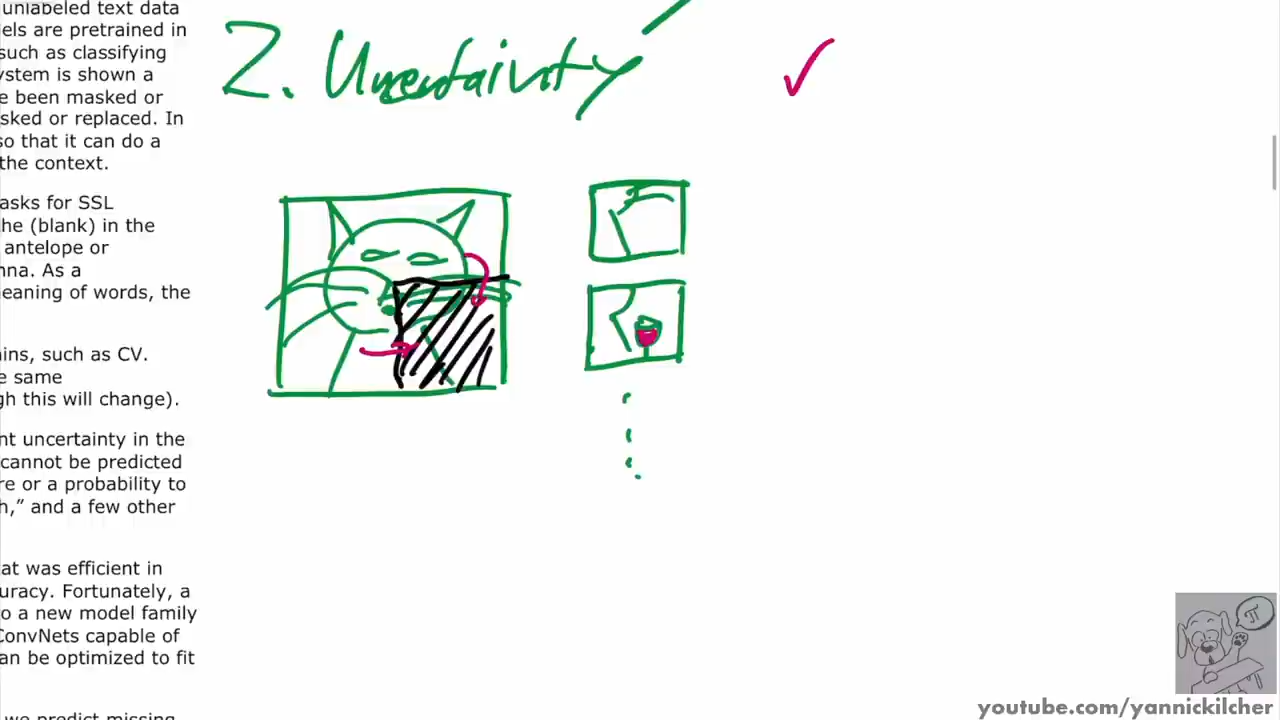 unlabeled text data
els are pretrained in
such as classifying
ystem is shown a
e been masked or
sked or replaced. In
so that it can do a
the context.
asks for SSL
he (blank) in the
antelope or
nna. As a
neaning of words, the
ins, such as CV.
e same
gh this will change).
nt uncertainty in the
cannot be predicted
re or a probability to
h,” and a few other
at was efficient in
uracy. Fortunately, a
o a new model family
ConvNets capable of
an be optimized to fit
we predict missing
2. Uncertainty
π
youtube.com/yannickilcher